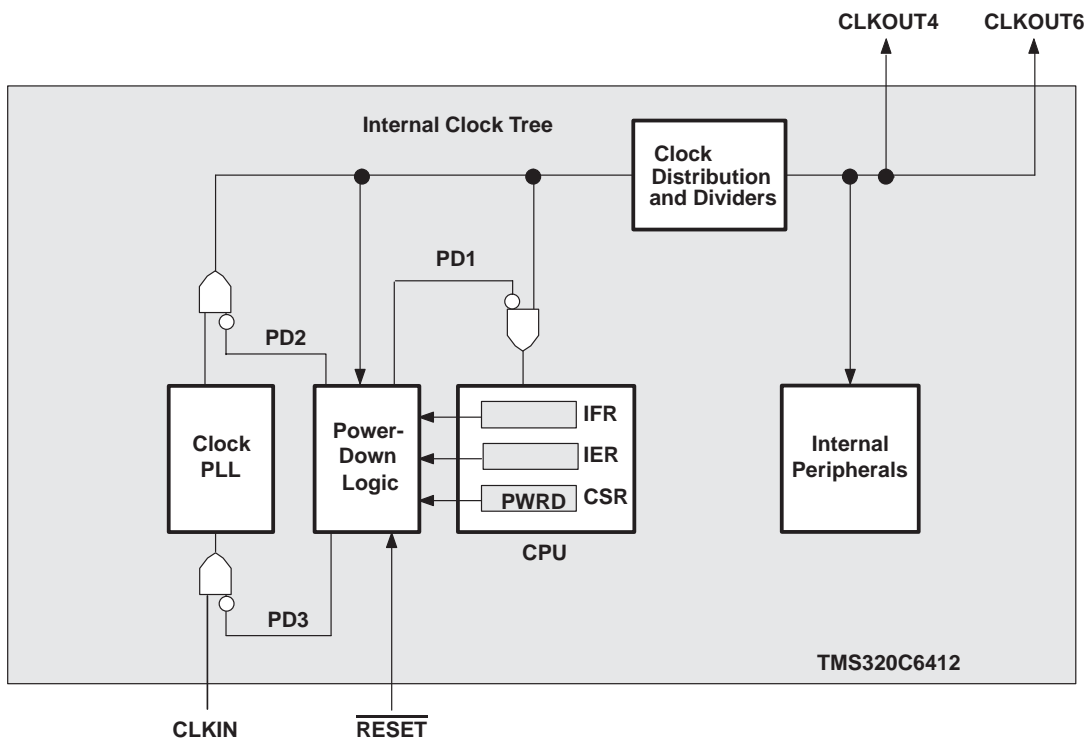 CLKOUT4 CLKOUT6
Internal Clock Tree
Clock
Distribution
and Dividers
PD1
PD2
Clock
PLL
Power-
Down
Logic
IFR
IER
PWRD CSR
CPU
Internal
Peripherals
PD3
TMS320C6412
CLKIN RESET